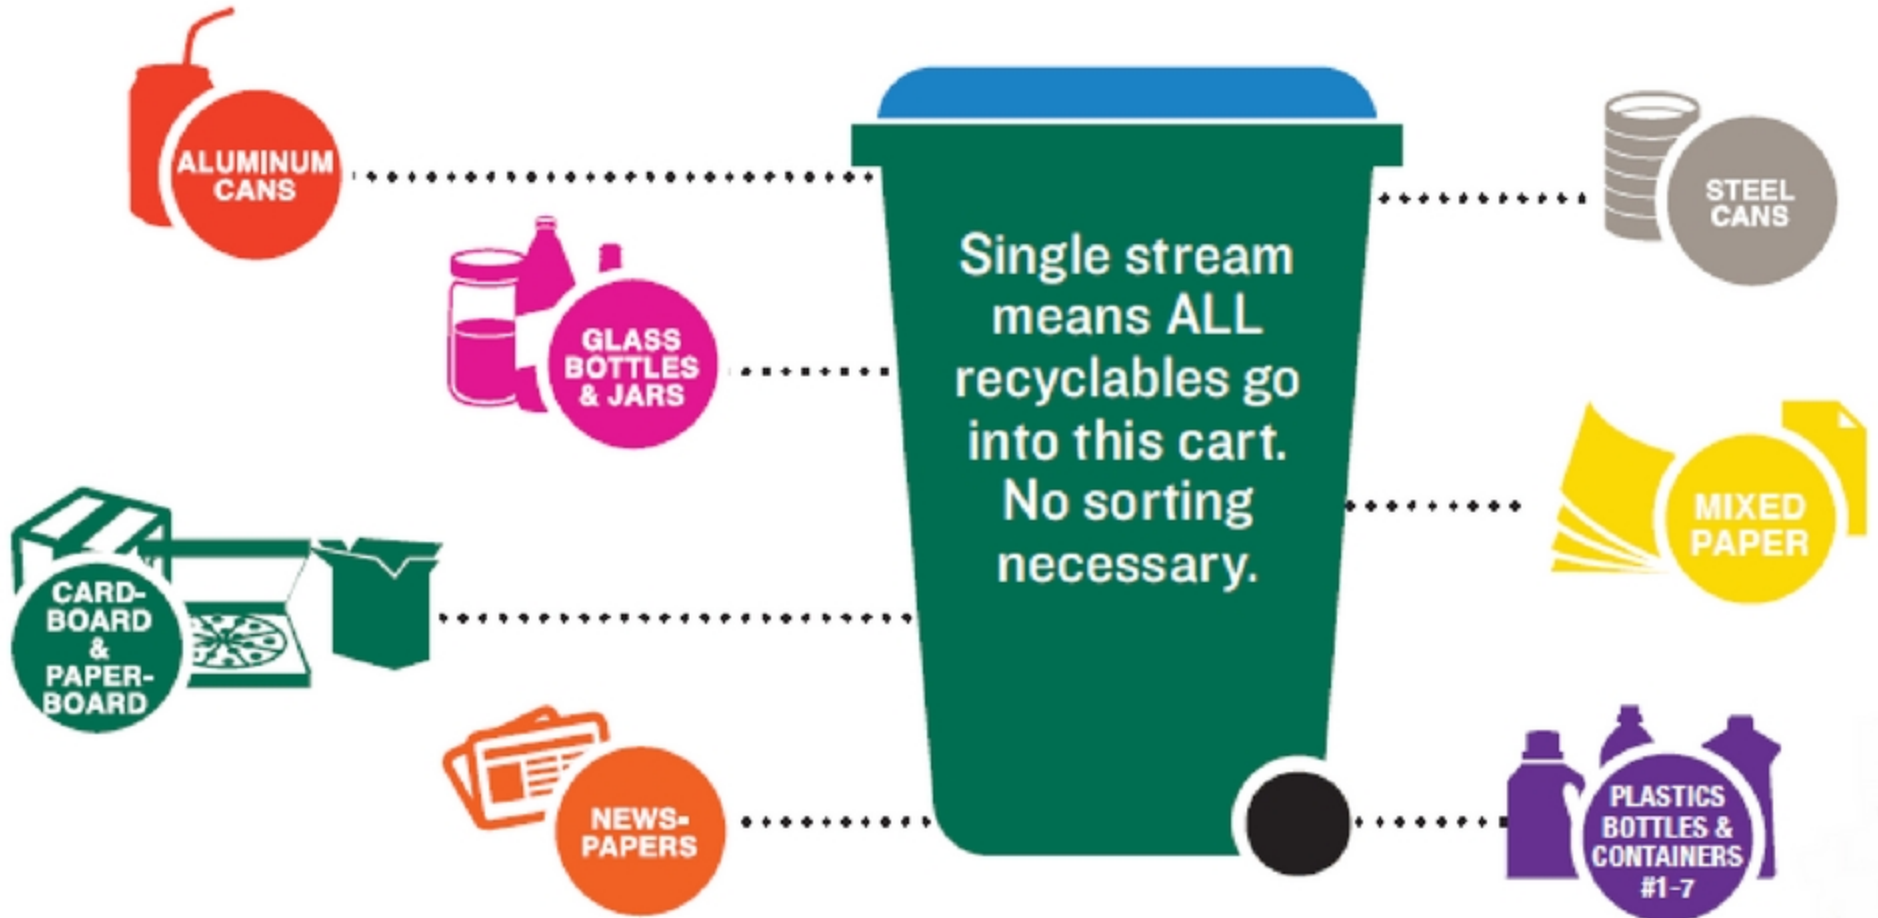 ALUMINUM
CANS
GLASS
BOTTLES
& JARS
CARD-
BOARD
&
PAPER-
BOARD
NEWS-
PAPERS
Single stream
means ALL
recyclables go
into this cart.
No sorting
necessary.
STEEL
CANS
MIXED
PAPER
PLASTICS
BOTTLES &
CONTAINERS
#1-7